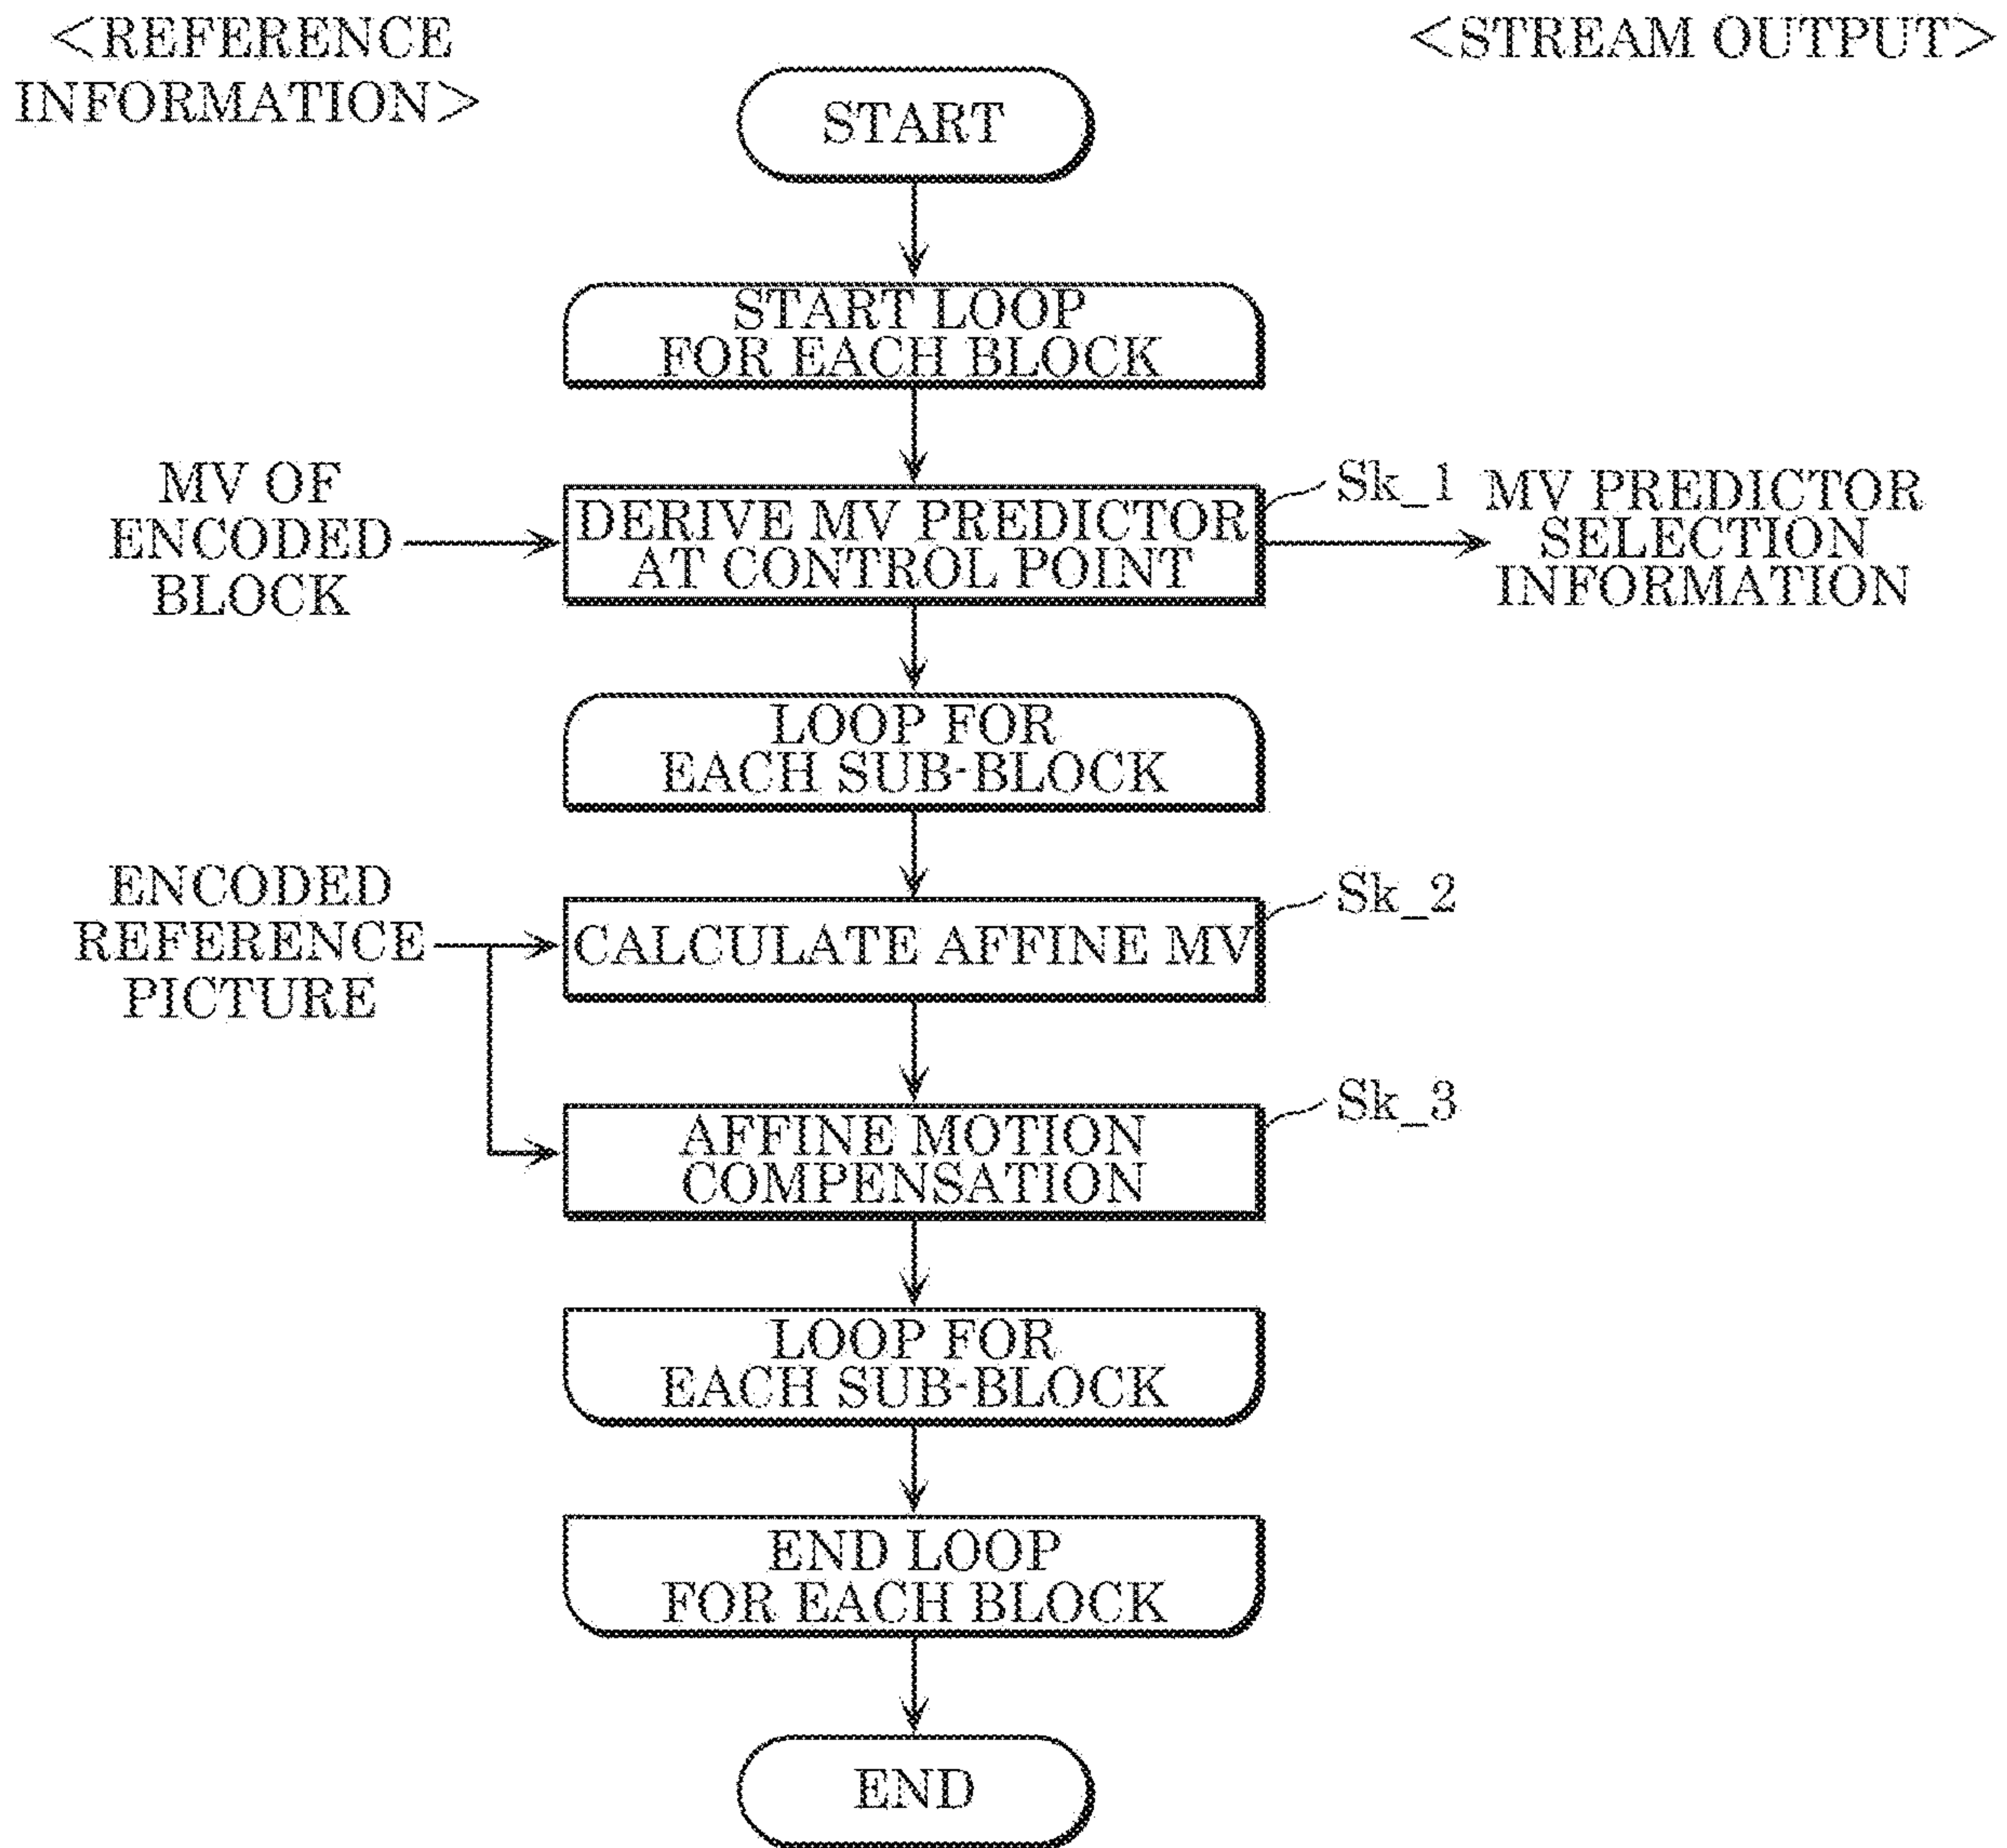 <REFERENCE
INFORMATION>
<STREAM OUTPUT>
START
START LOOP
FOR EACH BLOCK
MV OF
ENCODED
BLOCK
DERIVE MV PREDICTOR
AT CONTROL POINT
Sk_1
MV PREDICTOR
SELECTION
INFORMATION
LOOP FOR
EACH SUB-BLOCK
ENCODED
REFERENCE
PICTURE
CALCULATE AFFINE MV
Sk_2
AFFINE MOTION
COMPENSATION
Sk_3
LOOP FOR
EACH SUB-BLOCK
END LOOP
FOR EACH BLOCK
END